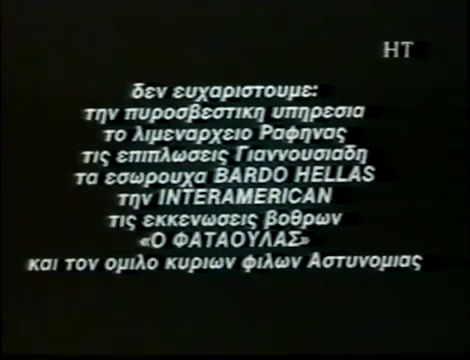 HT
δεν ευχαριστουμε:
την πυροσβεστικη υπηρεσια
το λιμεναρχειο Ραφηνας
τις επιπλωσεις Γιαννουσιαδη
τα εσωρουχα BARDO HELLAS
την INTERAMERICAN
τις εκκενωσεις βοθρων
«Ο ΦΑΤΑΟΥΛΑΣ»
και τον ομιλο κυριων φιλων Αστυνομιας